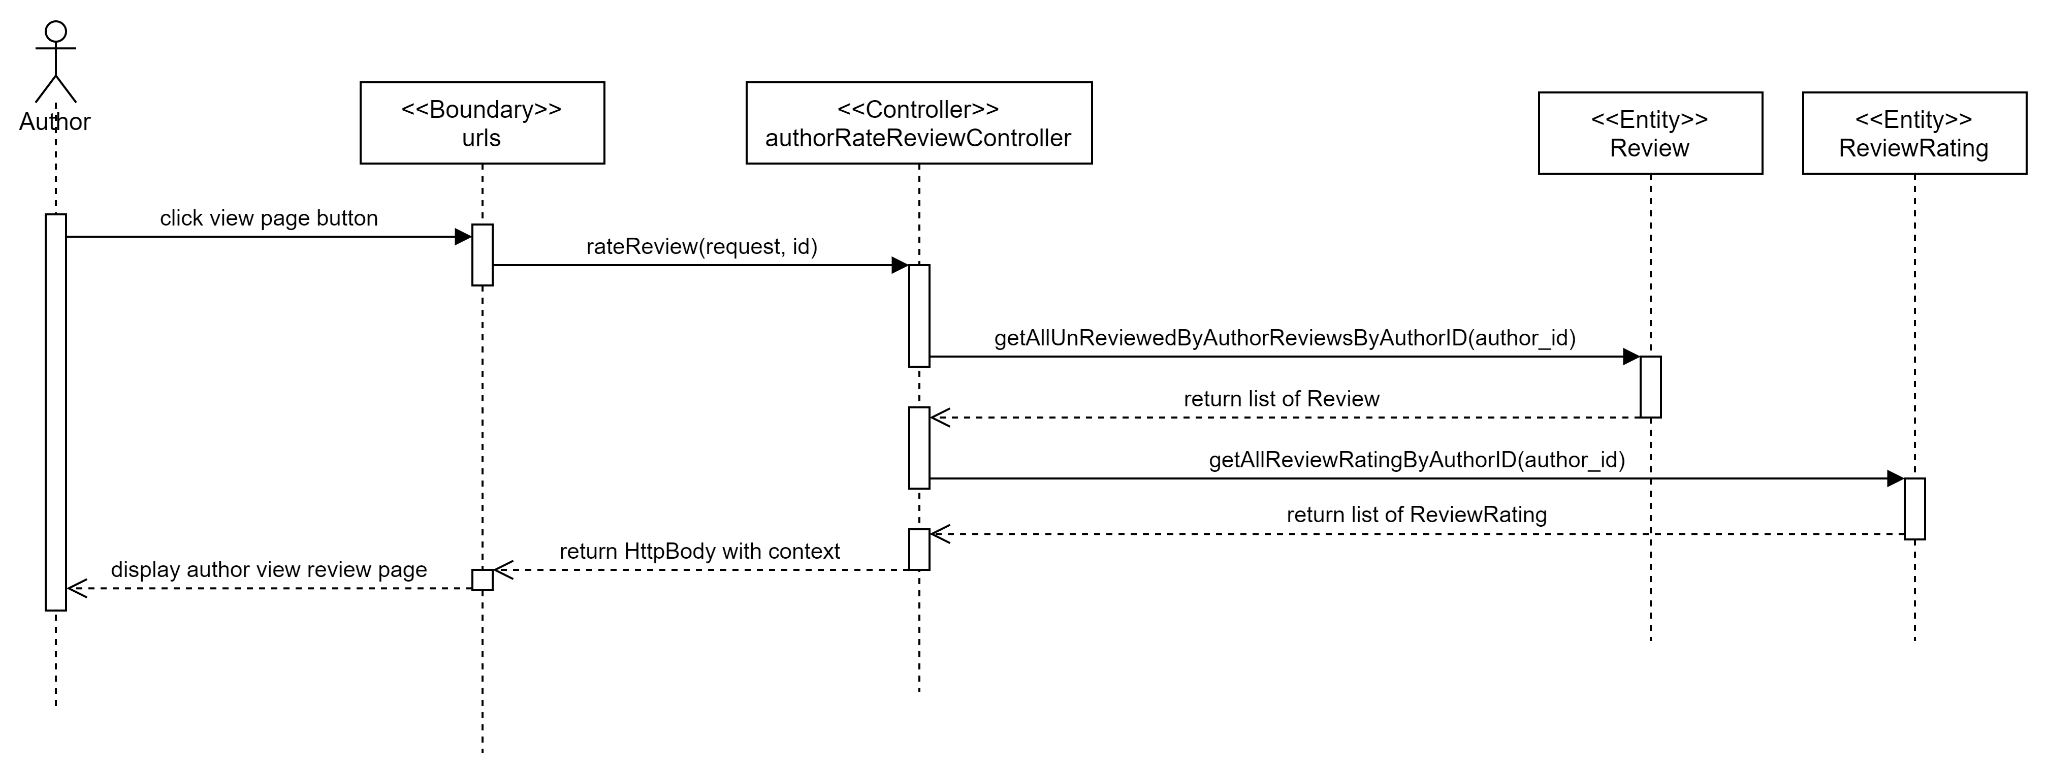 Author
<<Boundary>>
urls
<<Controller>>
authorRateReviewController
<<Entity>>
Review
<<Entity>>
ReviewRating
click view page button
rateReview(request, id)
getAllUnReviewedByAuthorReviewsByAuthorID(author_id)
return list of Review
getAllReviewRatingByAuthorID(author_id)
return list of ReviewRating
return HttpBody with context
display author view review page